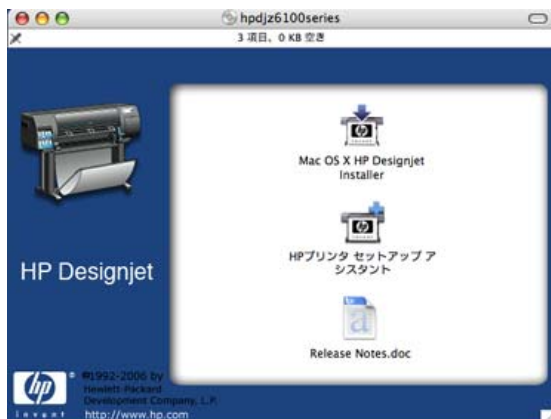 hpdjz6100series
3 項目、0 KB 空き
Mac OS X HP Designjet
Installer
HPプリンタ セットアップ ア
シスタント
Release Notes.doc
HP Designjet
hp
invent
®
©1992-2006 by
Hewlett-Packard
Development Company, L.P.
http://www.hp.com